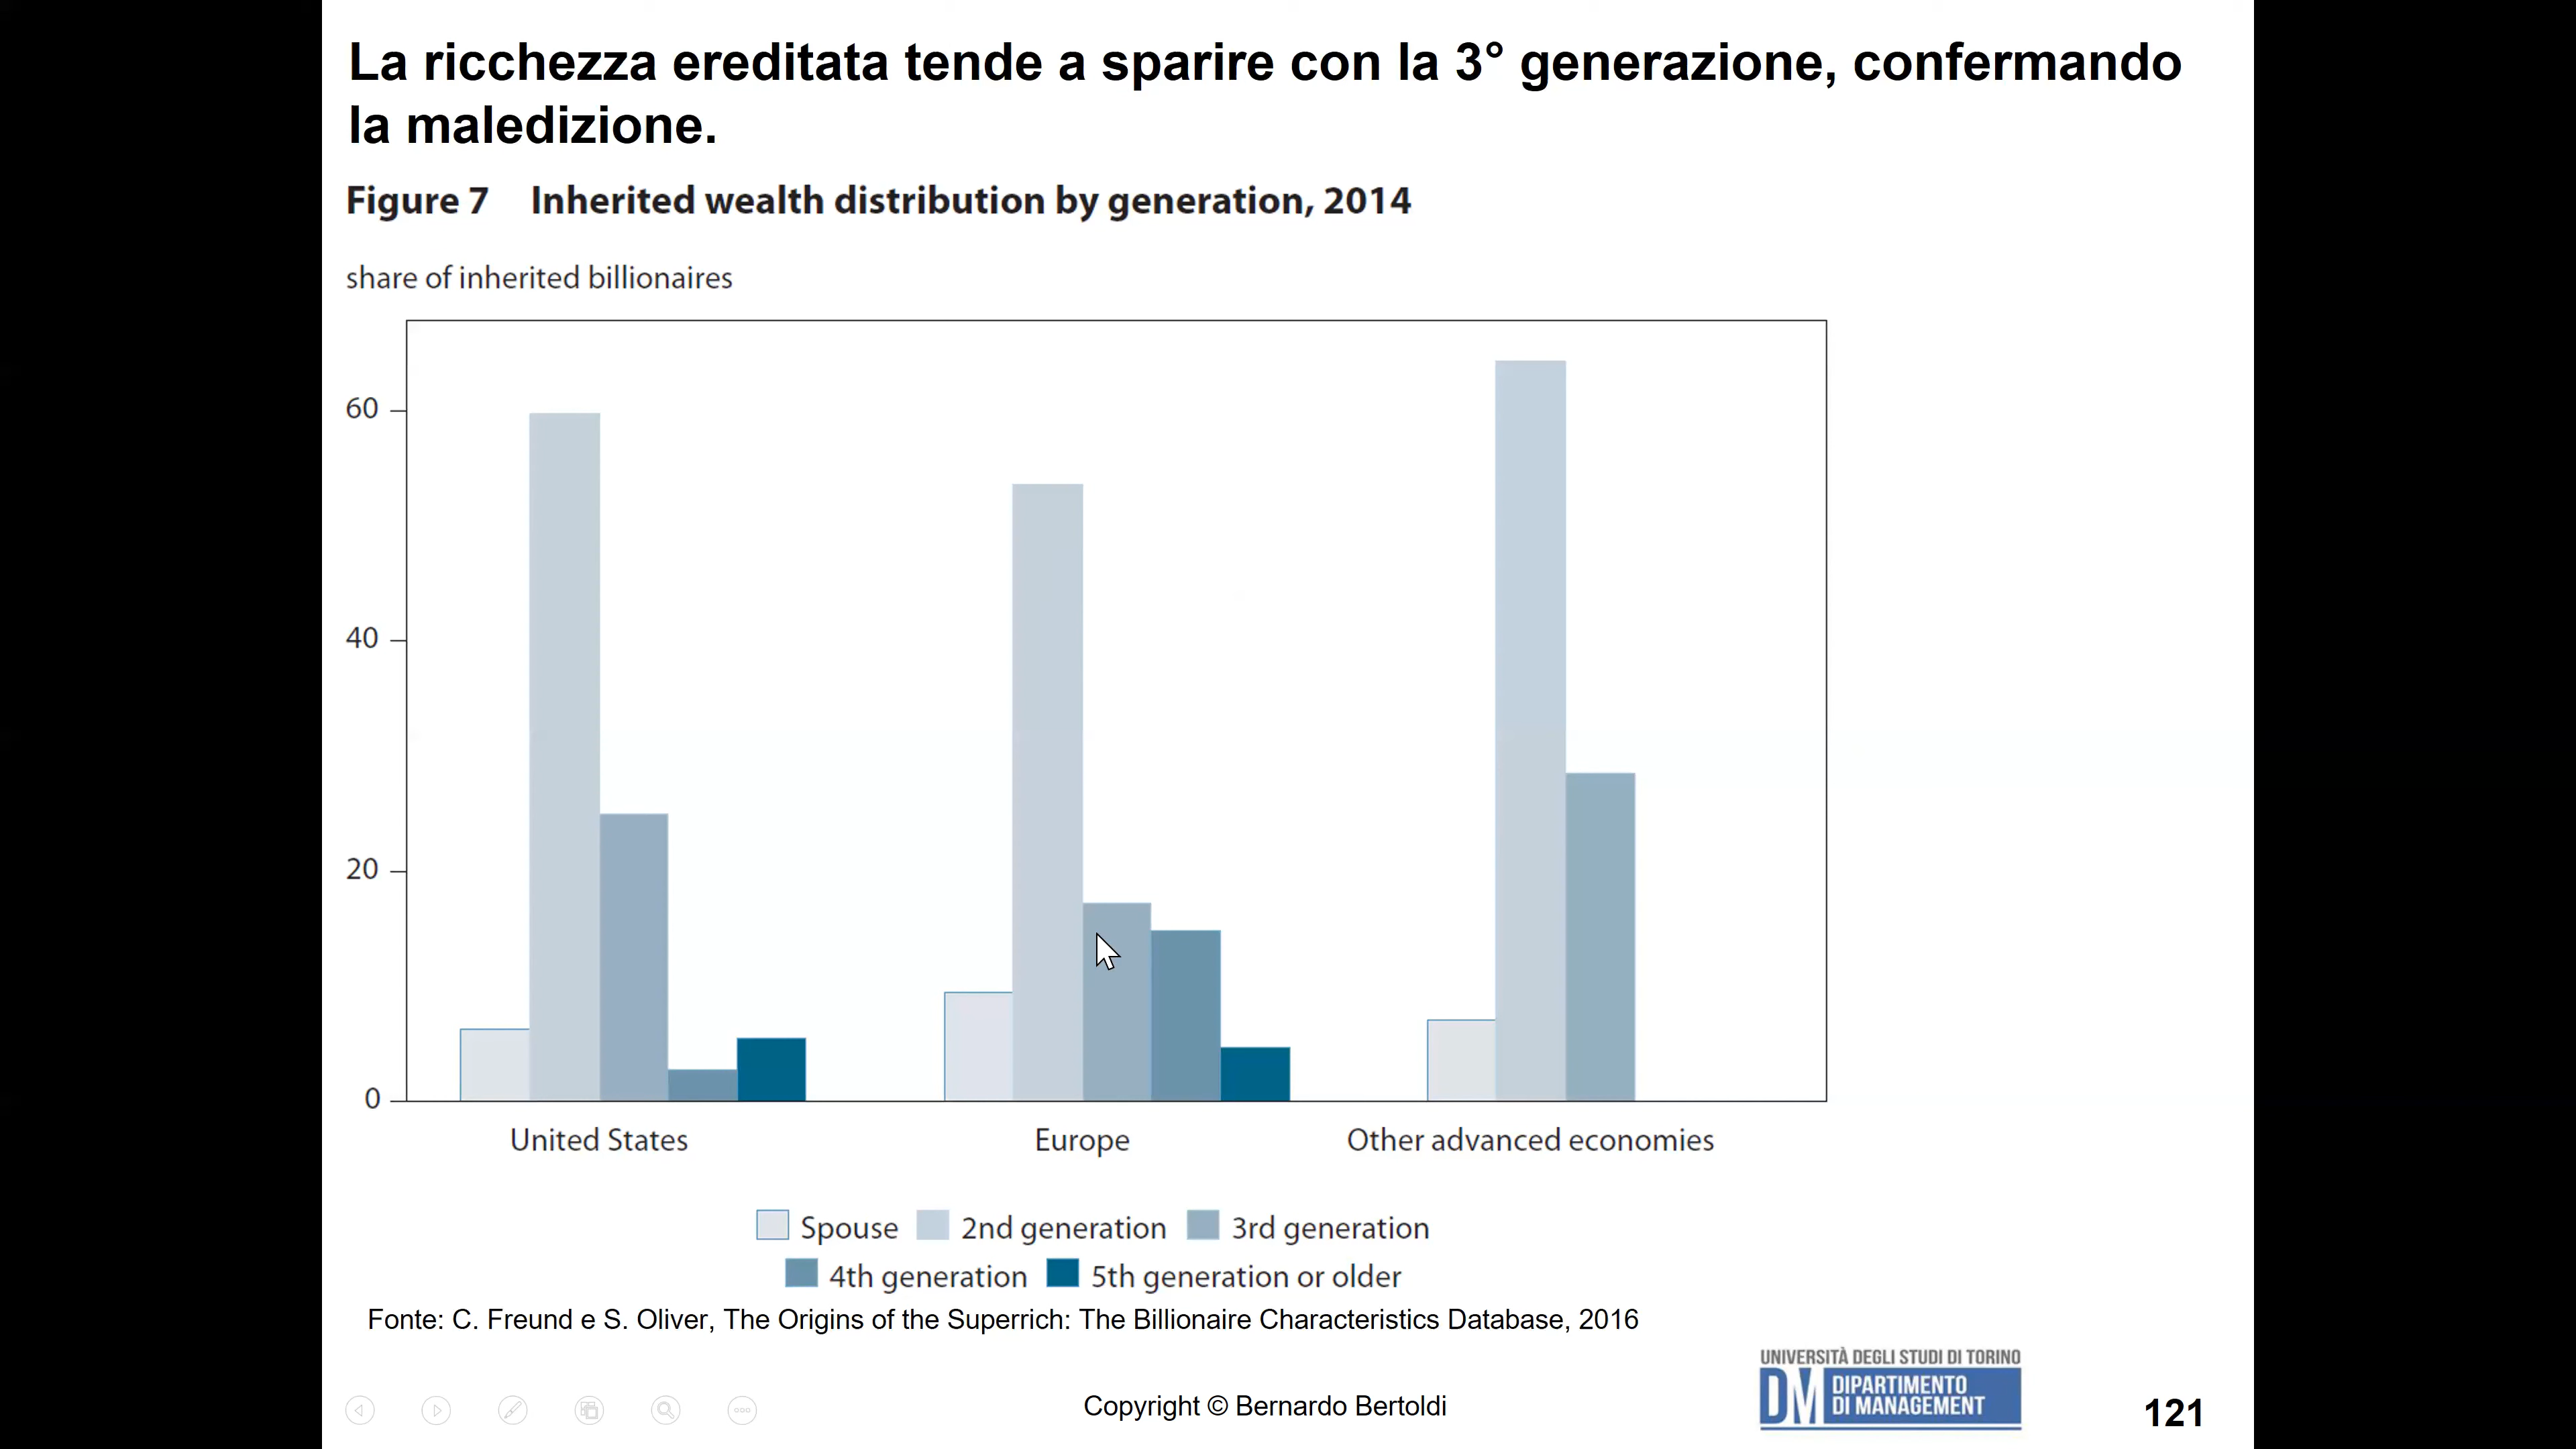 La ricchezza ereditata tende a sparire con la 3° generazione, confermando
la maledizione.
Figure 7 Inherited wealth distribution by generation, 2014
share of inherited billionaires
60
40
20
0
United States
Europe
Other advanced economies
Spouse
2nd generation
3rd generation
4th generation
5th generation or older
Fonte: C. Freund e S. Oliver, The Origins of the Superrich: The Billionaire Characteristics Database, 2016
Copyright © Bernardo Bertoldi
UNIVERSITÀ DEGLI STUDI DI TORINO
DM
DIPARTIMENTO
DI MANAGEMENT
121